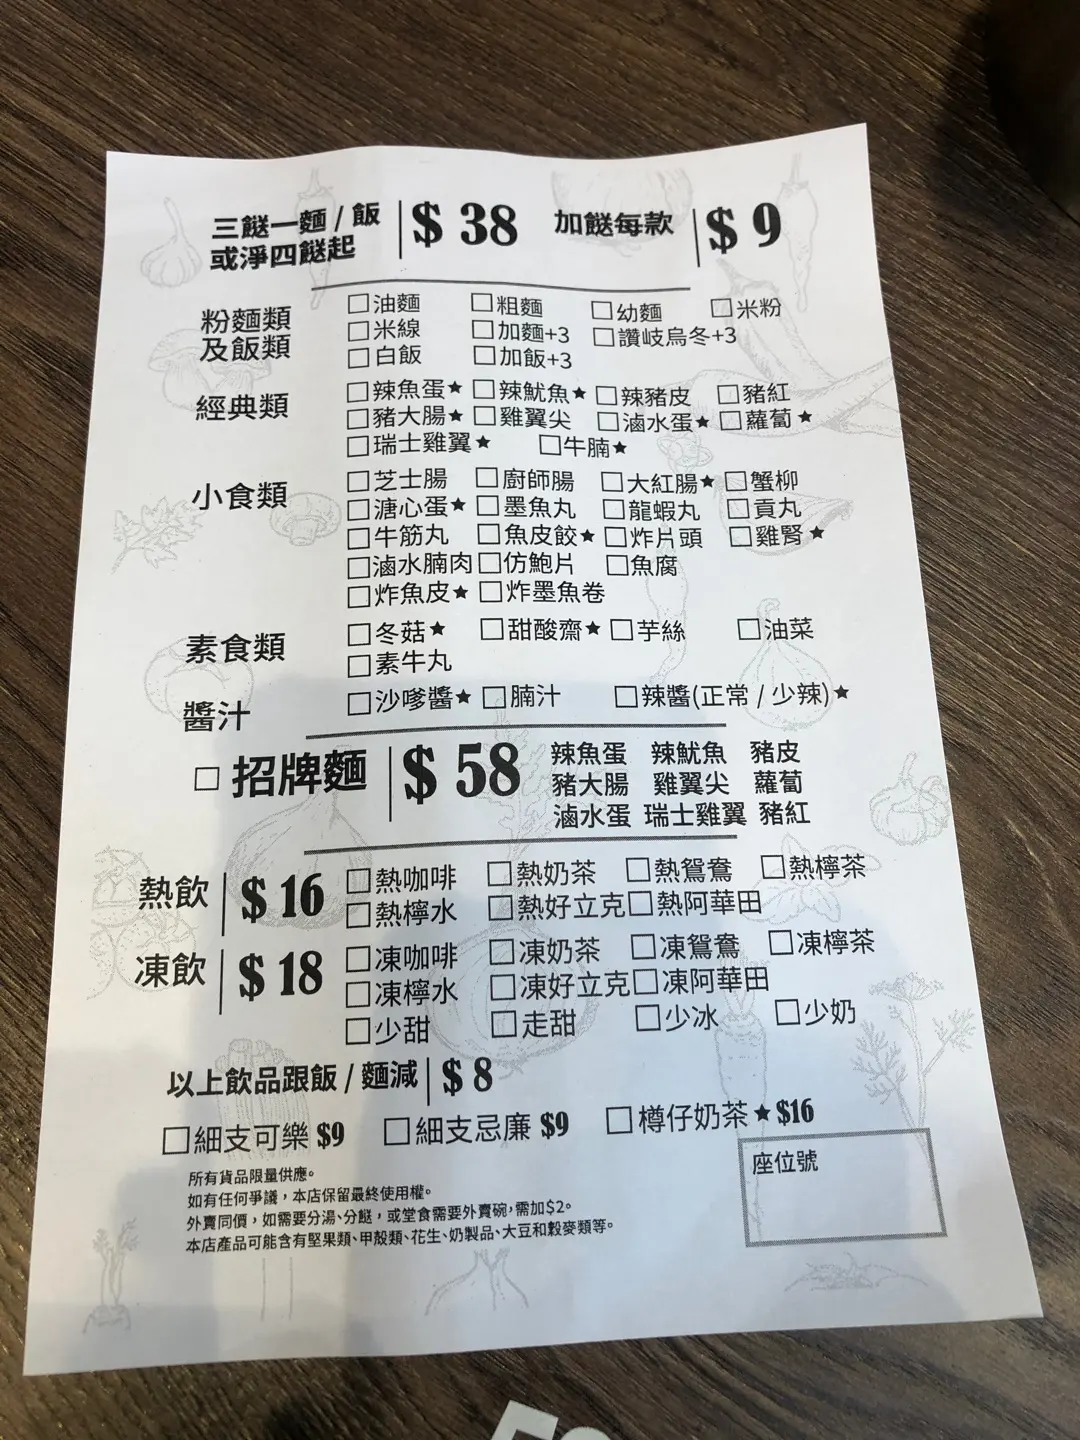 三餸一麵 / 飯 $ 38 加餸每款 $ 9
或淨四餸起
粉麵類 □油麵 □粗麵 □幼麵 □米粉
及飯類 □米線 □加麵+3 □讚岐烏冬+3
□白飯 □加飯+3
經典類 □辣魚蛋★ □辣魷魚★ □辣豬皮 □豬紅
□豬大腸★ □雞翼尖 □滷水蛋★ □蘿蔔★
□瑞士雞翼★ □牛腩★
小食類 □芝士腸 □廚師腸 □大紅腸★ □蟹柳
□溏心蛋★ □墨魚丸 □龍蝦丸 □貢丸
□牛筋丸 □魚皮餃★ □炸片頭 □雞腎★
□滷水腩肉 □仿鮑片 □魚腐
□炸魚皮★ □炸墨魚卷
素食類 □冬菇★ □甜酸齋★ □芋絲 □油菜
□素牛丸
醬汁 □沙嗲醬★ □腩汁 □辣醬(正常 / 少辣)★
□ 招牌麵 $ 58 辣魚蛋 辣魷魚 豬皮
豬大腸 雞翼尖 蘿蔔
滷水蛋 瑞士雞翼 豬紅
熱飲 $ 16 □熱咖啡 □熱奶茶 □熱鴛鴦 □熱檸茶
□熱檸水 □熱好立克 □熱阿華田
凍飲 $ 18 □凍咖啡 □凍奶茶 □凍鴛鴦 □凍檸茶
□凍檸水 □凍好立克 □凍阿華田
□少甜 □走甜 □少冰 □少奶
以上飲品跟飯 / 麵減 $ 8
□細支可樂 $9 □細支忌廉 $9 □樽仔奶茶★ $16
座位號
所有貨品限量供應。
如有任何爭議，本店保留最終使用權。
外賣同價，如需要分湯、分餸，或堂食需要外賣碗，需加$2。
本店產品可能含有堅果類、甲殼類、花生、奶製品、大豆和穀麥類等。